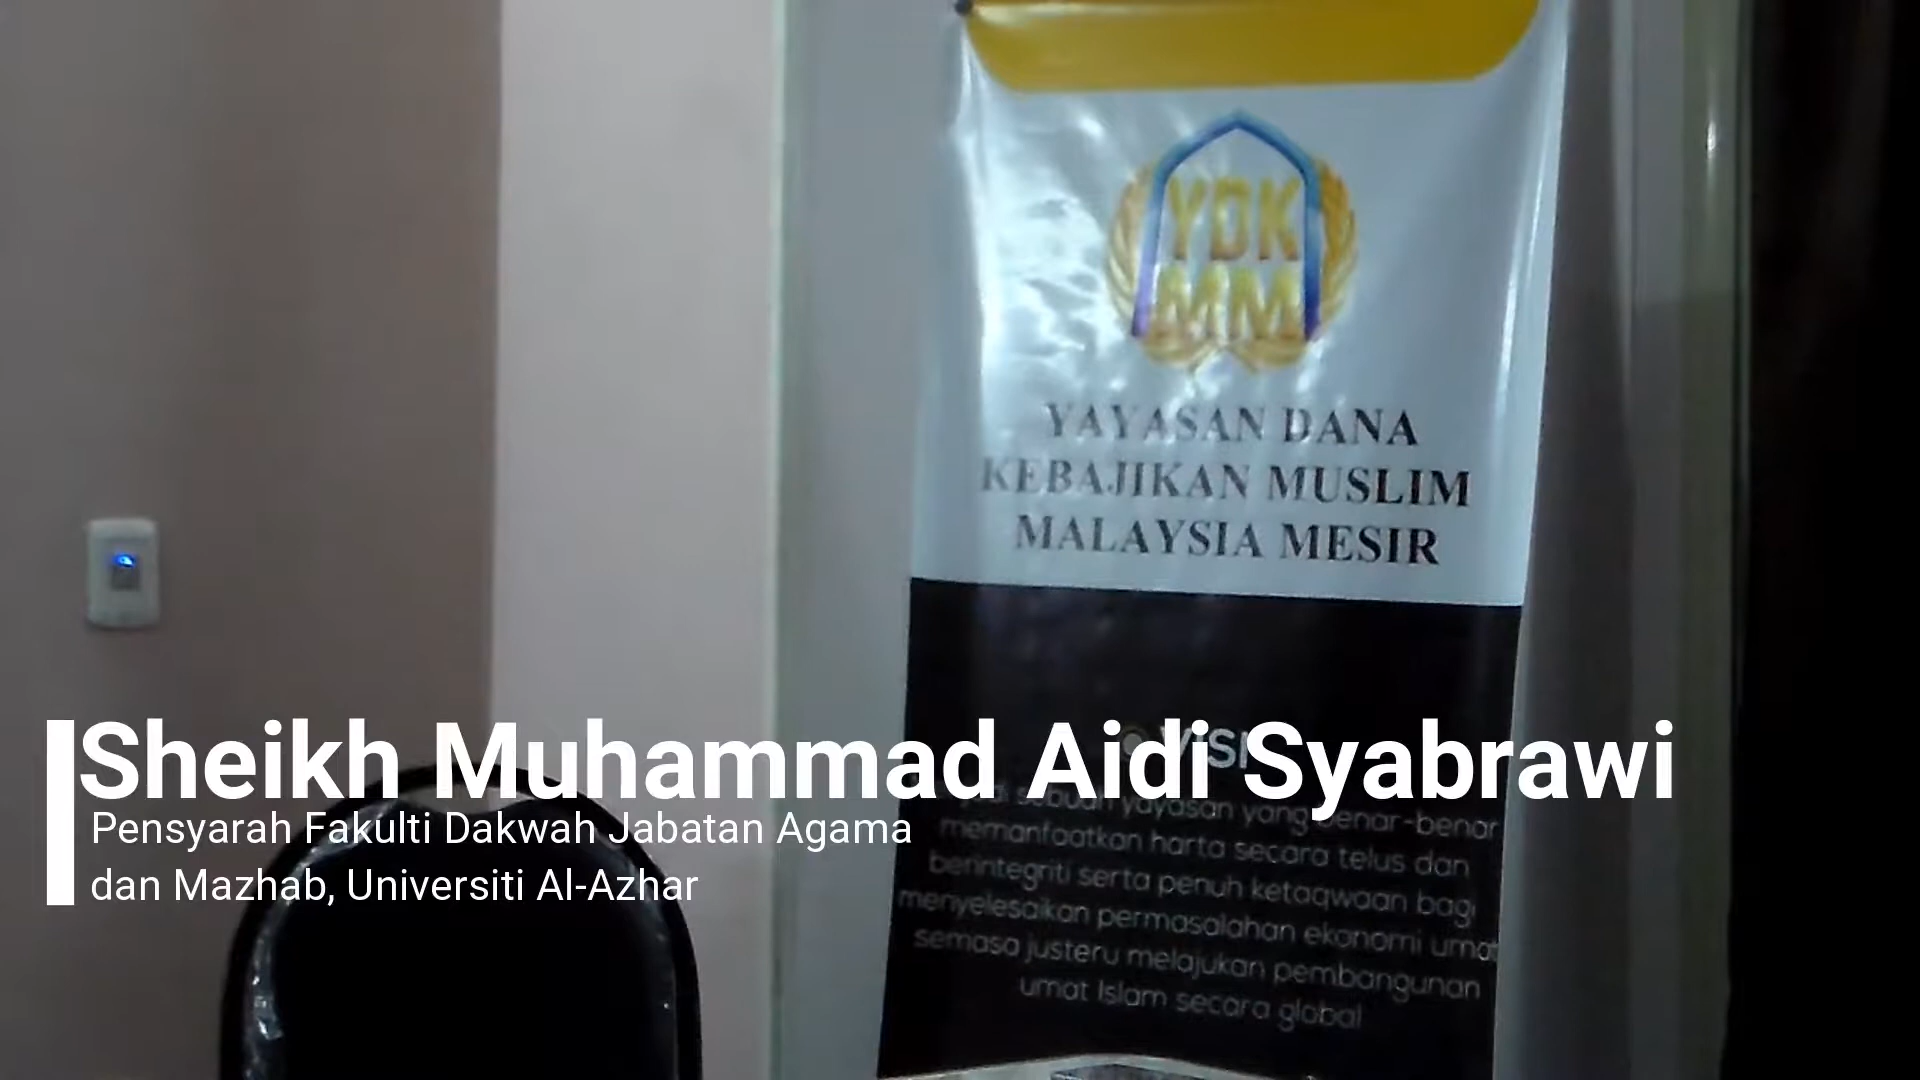 YDK
MM
YAYASAN DANA
KEBAJIKAN MUSLIM
MALAYSIA MESIR
Sheikh Muhammad Aidi Syabrawi
Pensyarah Fakulti Dakwah Jabatan Agama
dan Mazhab, Universiti Al-Azhar
sebuah yayasan yang benar-benar
memanfaatkan harta secara telus dan
berintegriti serta penuh ketaqwaan bagi
menyelesaikan permasalahan ekonomi umat
semasa justeru melajukan pembangunan
umat Islam secara global